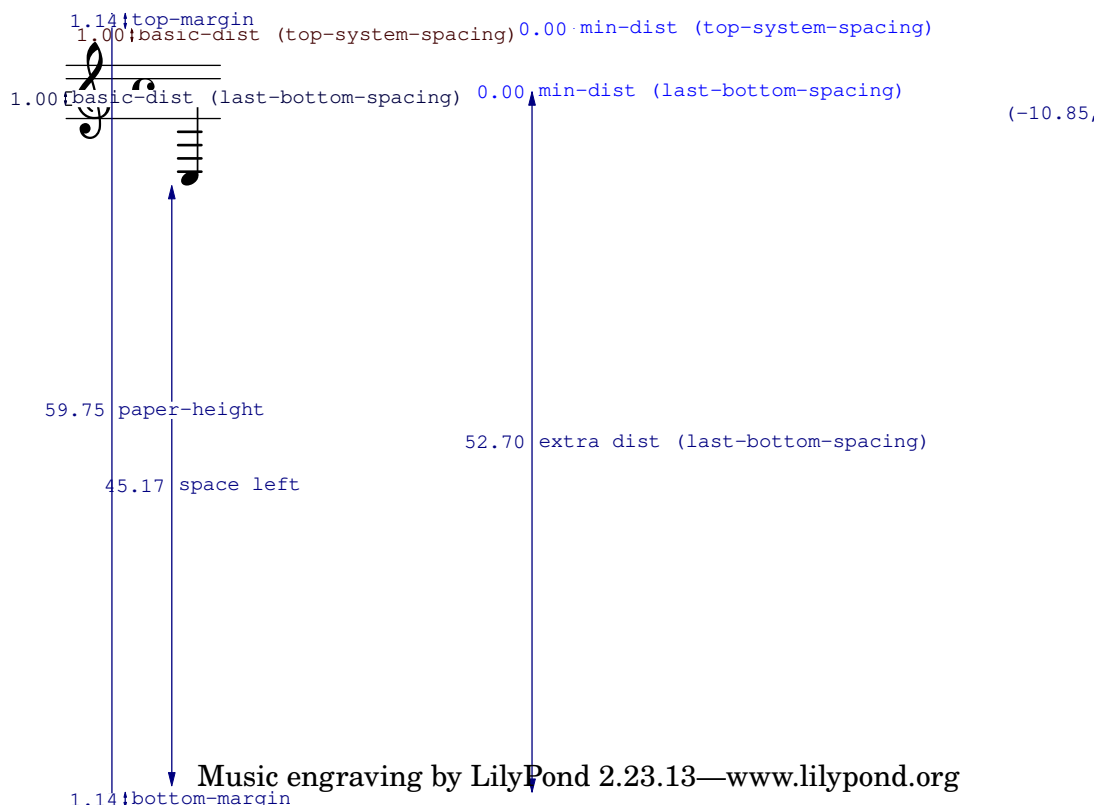 1.14 top-margin
1.00 basic-dist (top-system-spacing) 0.00 min-dist (top-system-spacing)
1.00 basic-dist (last-bottom-spacing) 0.00 min-dist (last-bottom-spacing)
(-10.85,
59.75 paper-height
52.70 extra dist (last-bottom-spacing)
45.17 space left
Music engraving by LilyPond 2.23.13—www.lilypond.org
1.14 bottom-margin